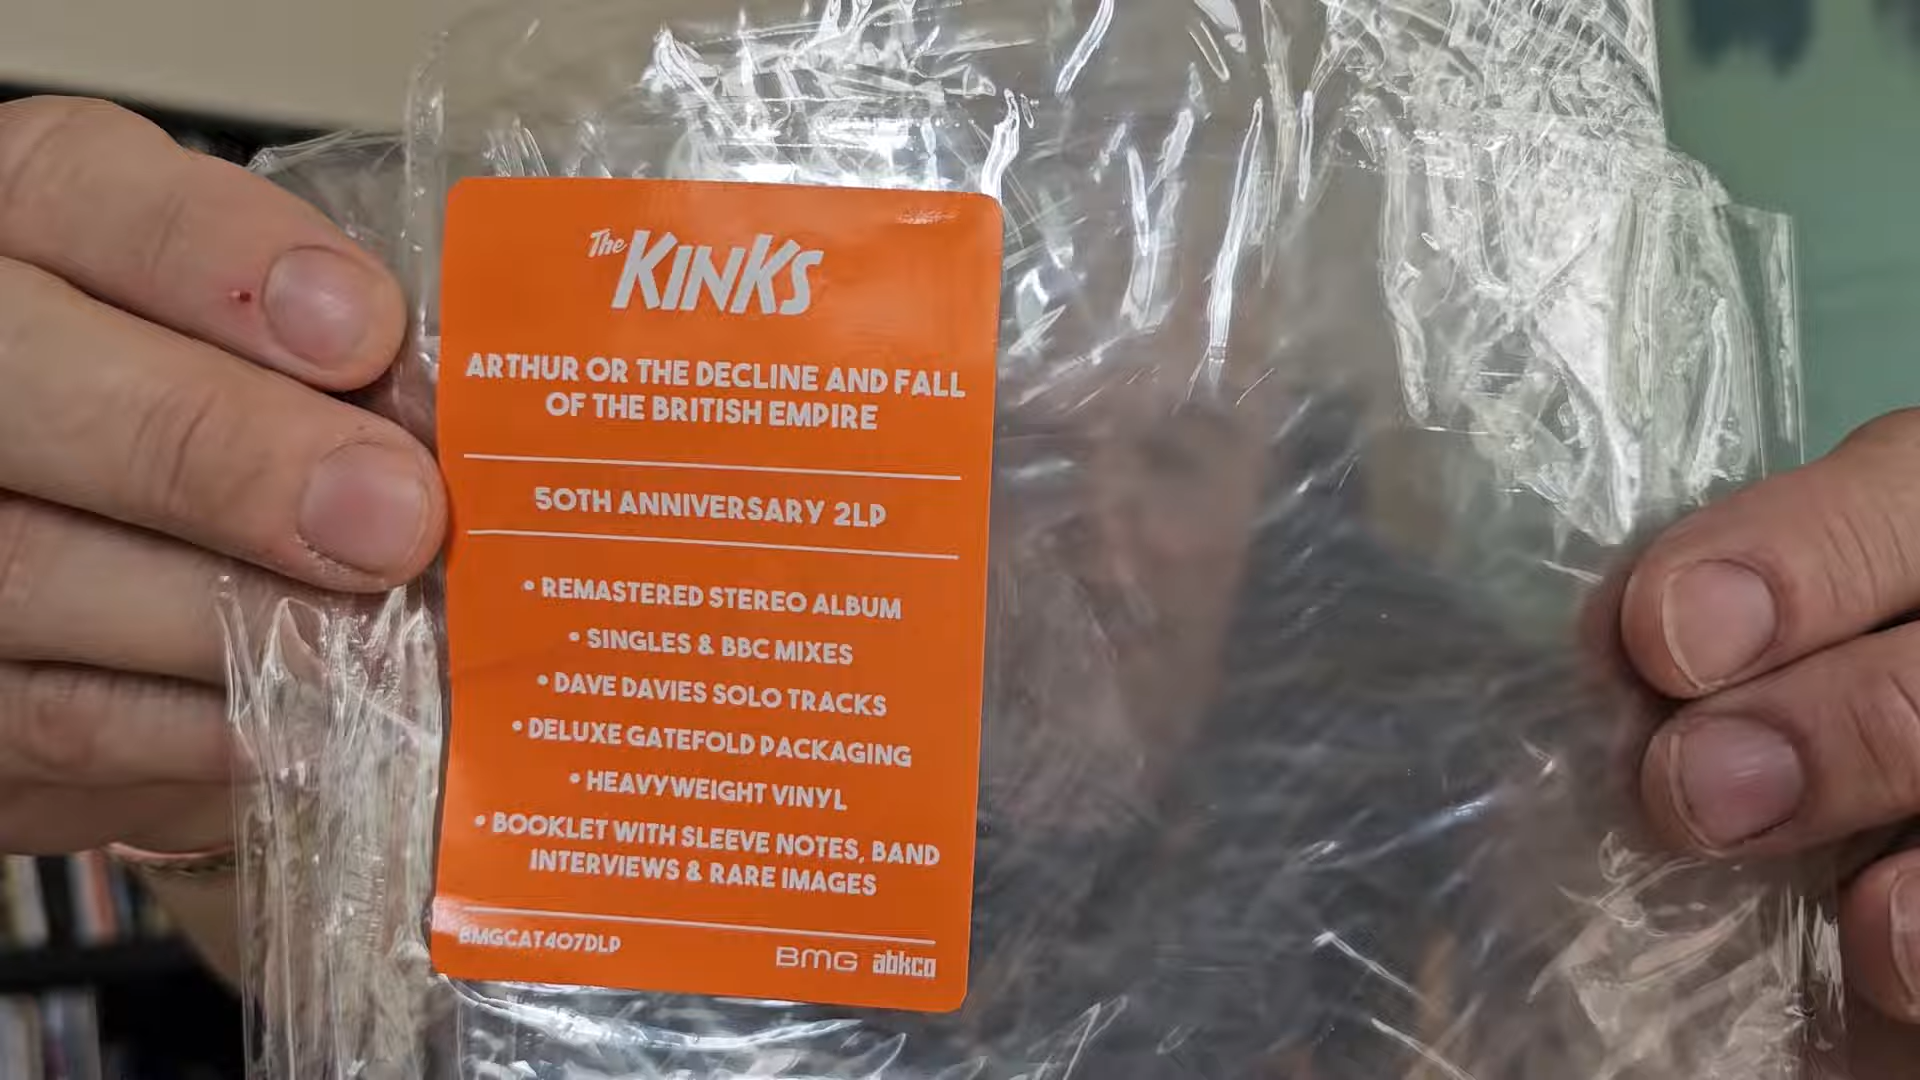 The KINKS
ARTHUR OR THE DECLINE AND FALL
OF THE BRITISH EMPIRE
50TH ANNIVERSARY 2LP
• REMASTERED STEREO ALBUM
• SINGLES & BBC MIXES
• DAVE DAVIES SOLO TRACKS
• DELUXE GATEFOLD PACKAGING
• HEAVYWEIGHT VINYL
• BOOKLET WITH SLEEVE NOTES, BAND
INTERVIEWS & RARE IMAGES
BMGCAT407DLP
BMG abkco